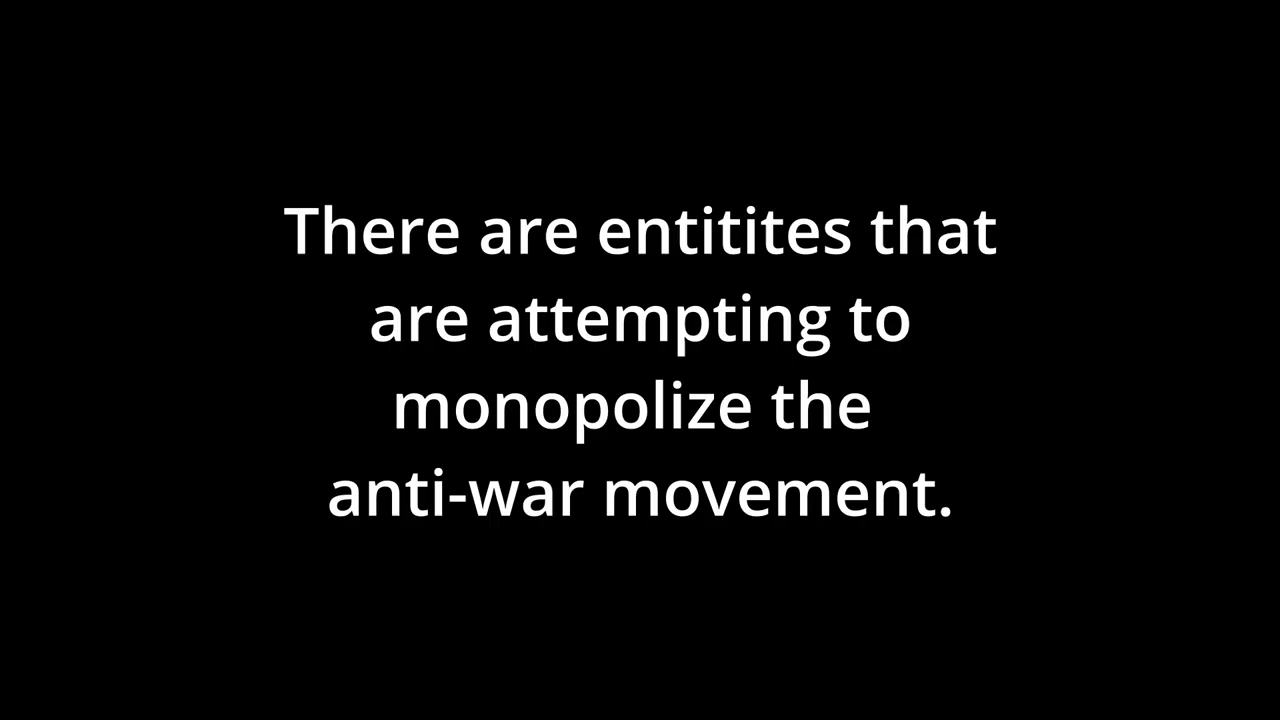 There are entitites that
are attempting to
monopolize the
anti-war movement.